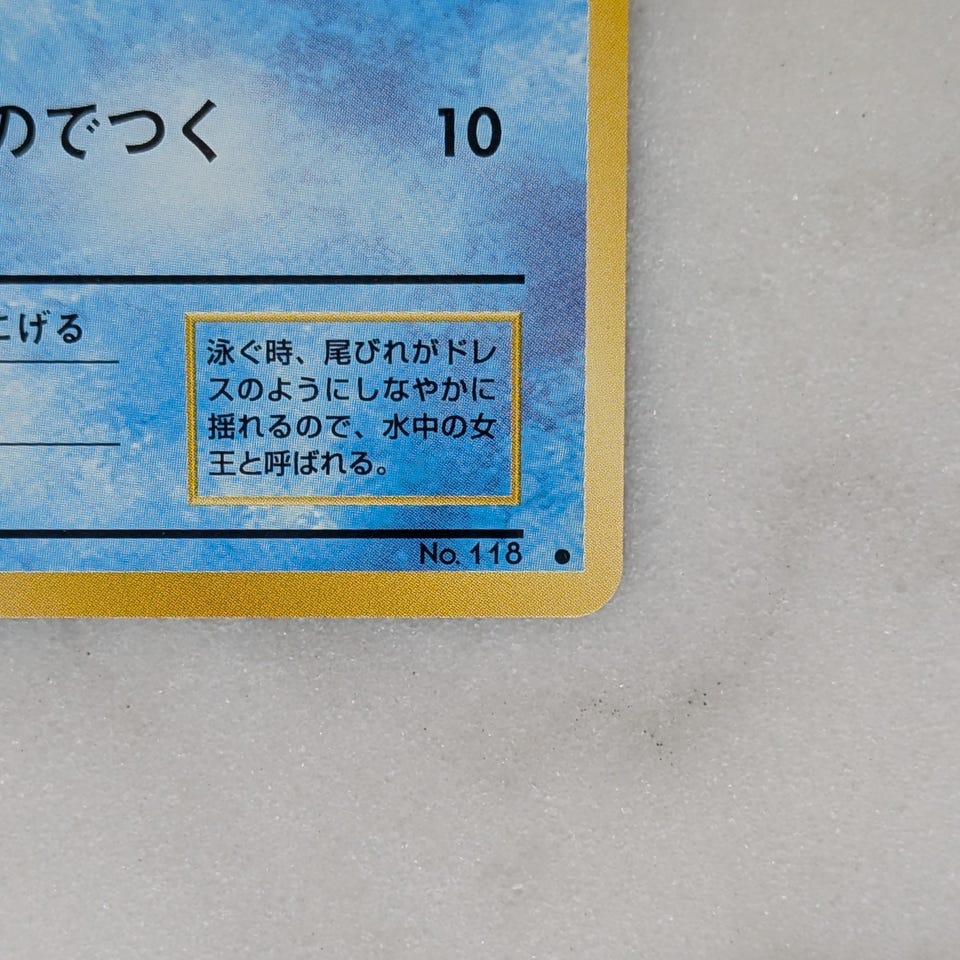 のでつく 10
こげる
泳ぐ時、尾びれがドレ
スのようにしなやかに
揺れるので、水中の女
王と呼ばれる。
No. 118 ●